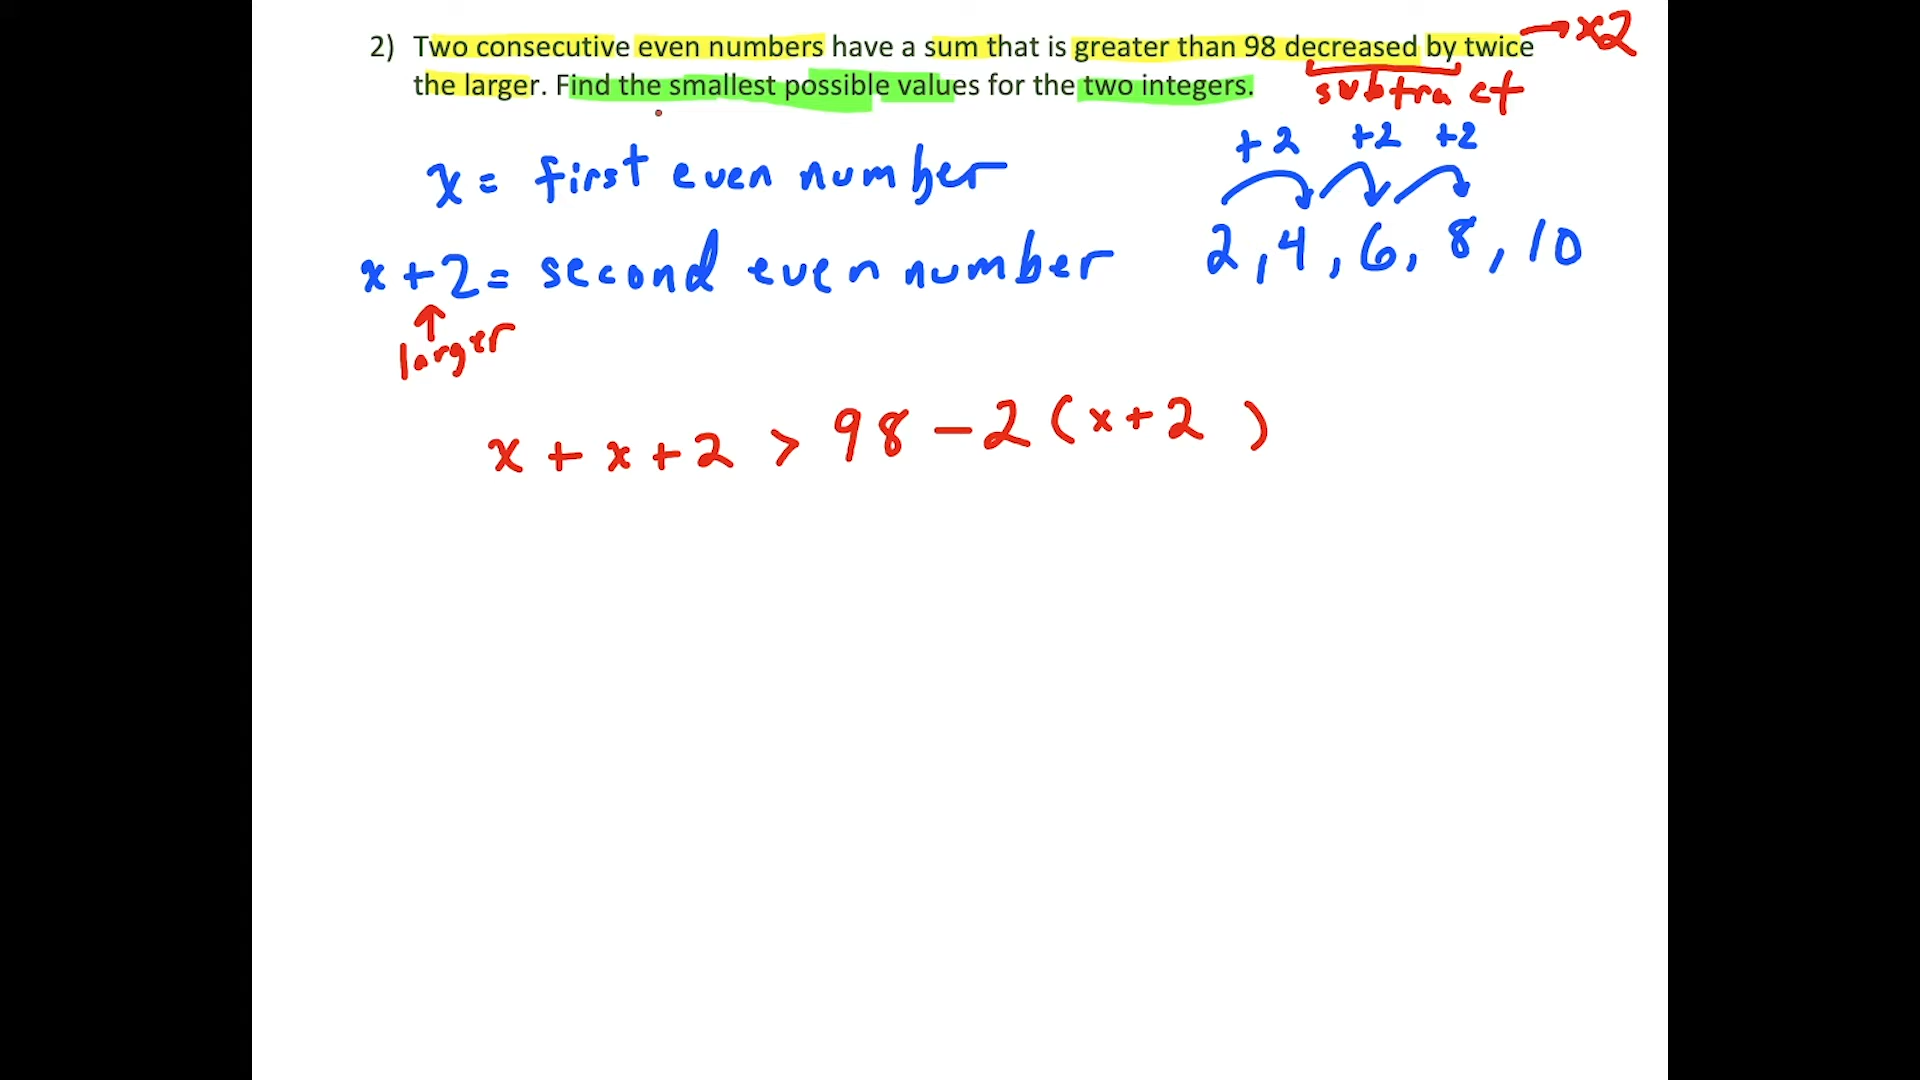 2) Two consecutive even numbers have a sum that is greater than 98 decreased by twice → x2
the larger. Find the smallest possible values for the two integers.
subtract
x = first even number
+2 +2 +2
x + 2 = second even number
2, 4, 6, 8, 10
larger
x + x + 2 > 98 - 2 ( x + 2 )